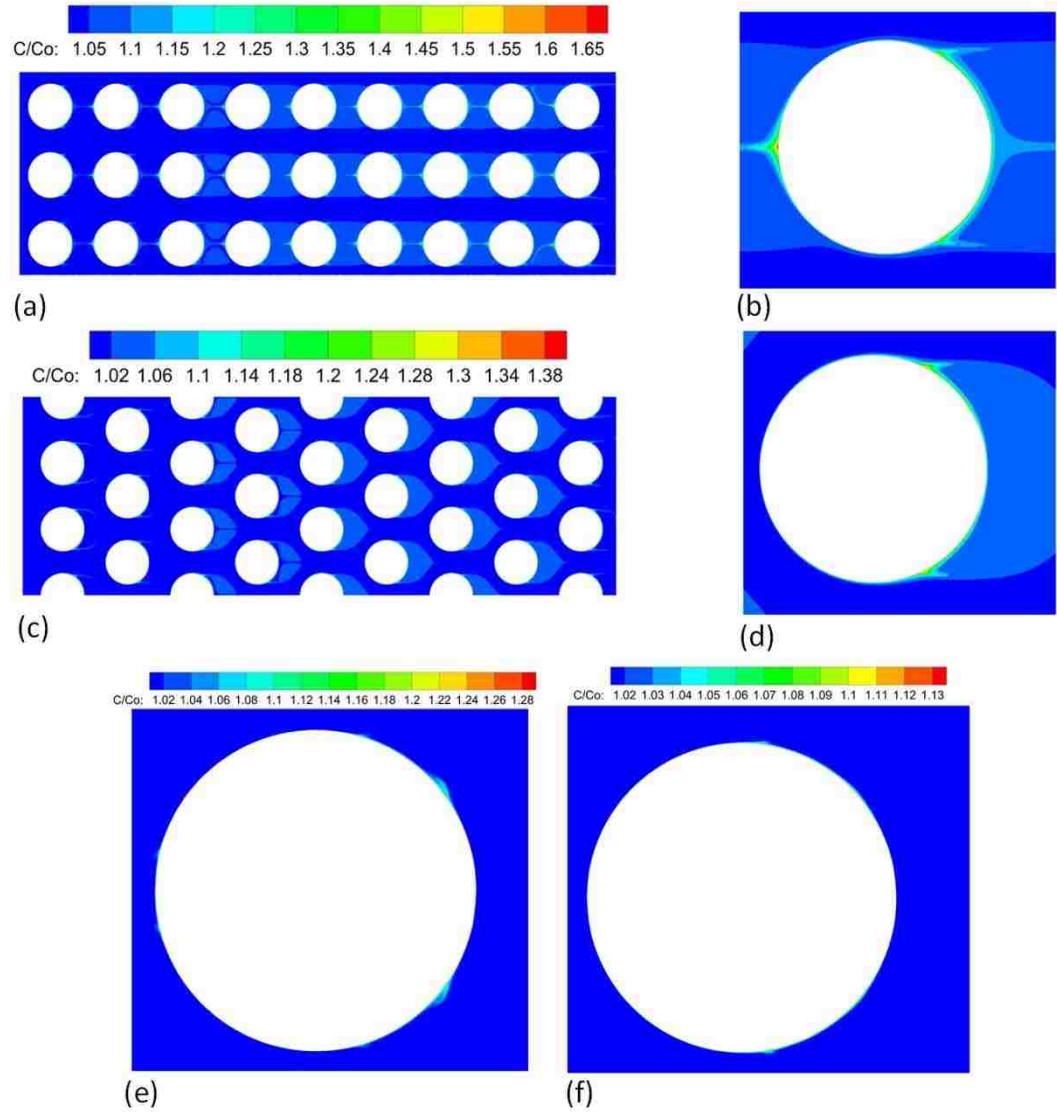 C/Co: 1.05 1.1 1.15 1.2 1.25 1.3 1.35 1.4 1.45 1.5 1.55 1.6 1.65
(a)
(b)
C/Co: 1.02 1.06 1.1 1.14 1.18 1.2 1.24 1.28 1.3 1.34 1.38
(c)
(d)
C/Co: 1.02 1.04 1.06 1.08 1.1 1.12 1.14 1.16 1.18 1.2 1.22 1.24 1.26 1.28
C/Co: 1.02 1.03 1.04 1.05 1.06 1.07 1.08 1.09 1.1 1.11 1.12 1.13
(e)
(f)